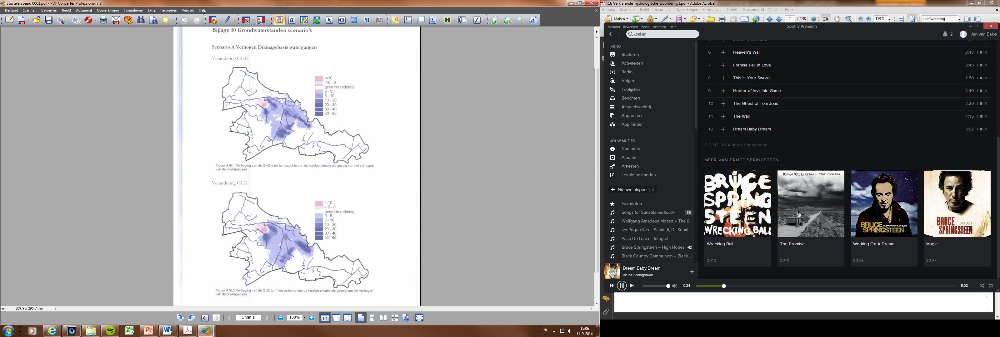 Stortelersbeek_0001.pdf - PDF Converter Professional 7.2
Bestand Scannen Bewerken Beeld Document Opmerkingen Formulieren Extra Favorieten Venster Help
Bijlage 10 Grondwaterstanden scenario's
Scenario A Verhogen Drainagebasis watergangen
Verandering GHG:
<-10
-10 - 0
geen verandering
0 - 5
5 - 10
10 - 20
20 - 30
30 - 40
40 - 60
Figuur A10.1 Verhoging van de GHG (cm) ten opzichte van de huidige situatie als gevolg van het verhogen
van de drainagebasis
Verandering GLG:
<-10
-10 - 0
geen verandering
0 - 5
5 - 10
10 - 20
20 - 30
30 - 40
40 - 60
Figuur A10.2 Verhoging van de GLG (cm) ten opzichte van de huidige situatie als gevolg van het verhogen
van de drainagebasis
209.9 x 296.7 mm
1 van 1
100%
1:1
NL
15:06
11-9-2014
r16 Verklarende_hydrologische_woordenlijst.pdf - Adobe Acrobat
Bestand Bewerken Beeld Document Opmerkingen Formulieren Opties Geavanceerd Venster Help
Maken
2 / 138
119%
: dafwatering
Bestand Bewerken Beeld Afspelen Help
Spotify Premium
Zoeken
2 Jan van Bakel
MENU
Bladeren
Activiteiten
Radio
Volgen
Toplijsten
Berichten
Afspeelwachtrij
Apparaten
App Finder
JOUW MUZIEK
Nummers
Albums
Artiesten
Lokale bestanden
+ Nieuwe afspeellijst
Favorieten
Songs for Sunsets van Spotify 88
Wolfgang Amadeus Mozart – The 9...
Ivo Pogorelich – Scarlatti, D.: Sonat...
Paco De Lucia – Integral
Bruce Springsteen – High Hopes
Black Country Communion – Black ...
Dream Baby Dream
Bruce Springsteen
6 Heaven's Wall 3:48
7 Frankie Fell in Love 2:45
8 This is Your Sword 2:50
9 Hunter of Invisible Game 4:40
10 The Ghost of Tom Joad 7:29
11 The Wall 4:15
12 Dream Baby Dream 5:02
℗ 2013, 2014 Bruce Springsteen
MEER VAN BRUCE SPRINGSTEEN
BRUCE
SPRING
STEEN
WRECKING BALL
Bruce Springsteen The Promise
BRUCE SPRINGSTEEN
WORKING ON A DREAM
BRUCE SPRINGSTEEN
MAGIC
Wrecking Ball
2012
The Promise
2010
Working On A Dream
2009
Magic
2007
0:34
5:02